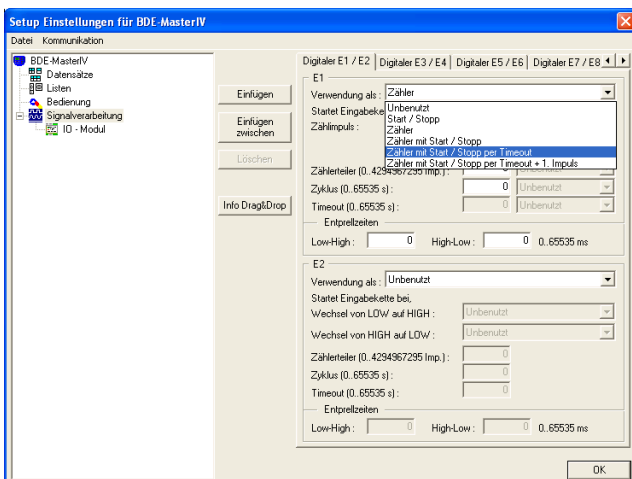 Setup Einstellungen für BDE-MasterIV
Datei Kommunikation
BDE-MasterIV
Datensätze
Listen
Bedienung
Signalverarbeitung
IO - Modul
Einfügen
Einfügen
zwischen
Löschen
Info Drag&Drop
Digitaler E1 / E2 Digitaler E3 / E4 Digitaler E5 / E6 Digitaler E7 / E8
E1
Verwendung als : Zähler
Unbenutzt
Start / Stopp
Zähler
Zähler mit Start / Stopp
Zähler mit Start / Stopp per Timeout
Zähler mit Start / Stopp per Timeout + 1. Impuls
Startet Eingabeke
Zählimpuls :
Zählerteiler (0..4294967295 Imp.) : 0 Unbenutzt
Zyklus (0..65535 s) : 0 Unbenutzt
Timeout (0..65535 s) : 0 Unbenutzt
Entprellzeiten
Low-High : 0 High-Low : 0 0..65535 ms
E2
Verwendung als : Unbenutzt
Startet Eingabekette bei,
Wechsel von LOW auf HIGH : Unbenutzt
Wechsel von HIGH auf LOW : Unbenutzt
Zählerteiler (0..4294967295 Imp.) : 0
Zyklus (0..65535 s) : 0
Timeout (0..65535 s) : 0
Entprellzeiten
Low-High : 0 High-Low : 0 0..65535 ms
OK